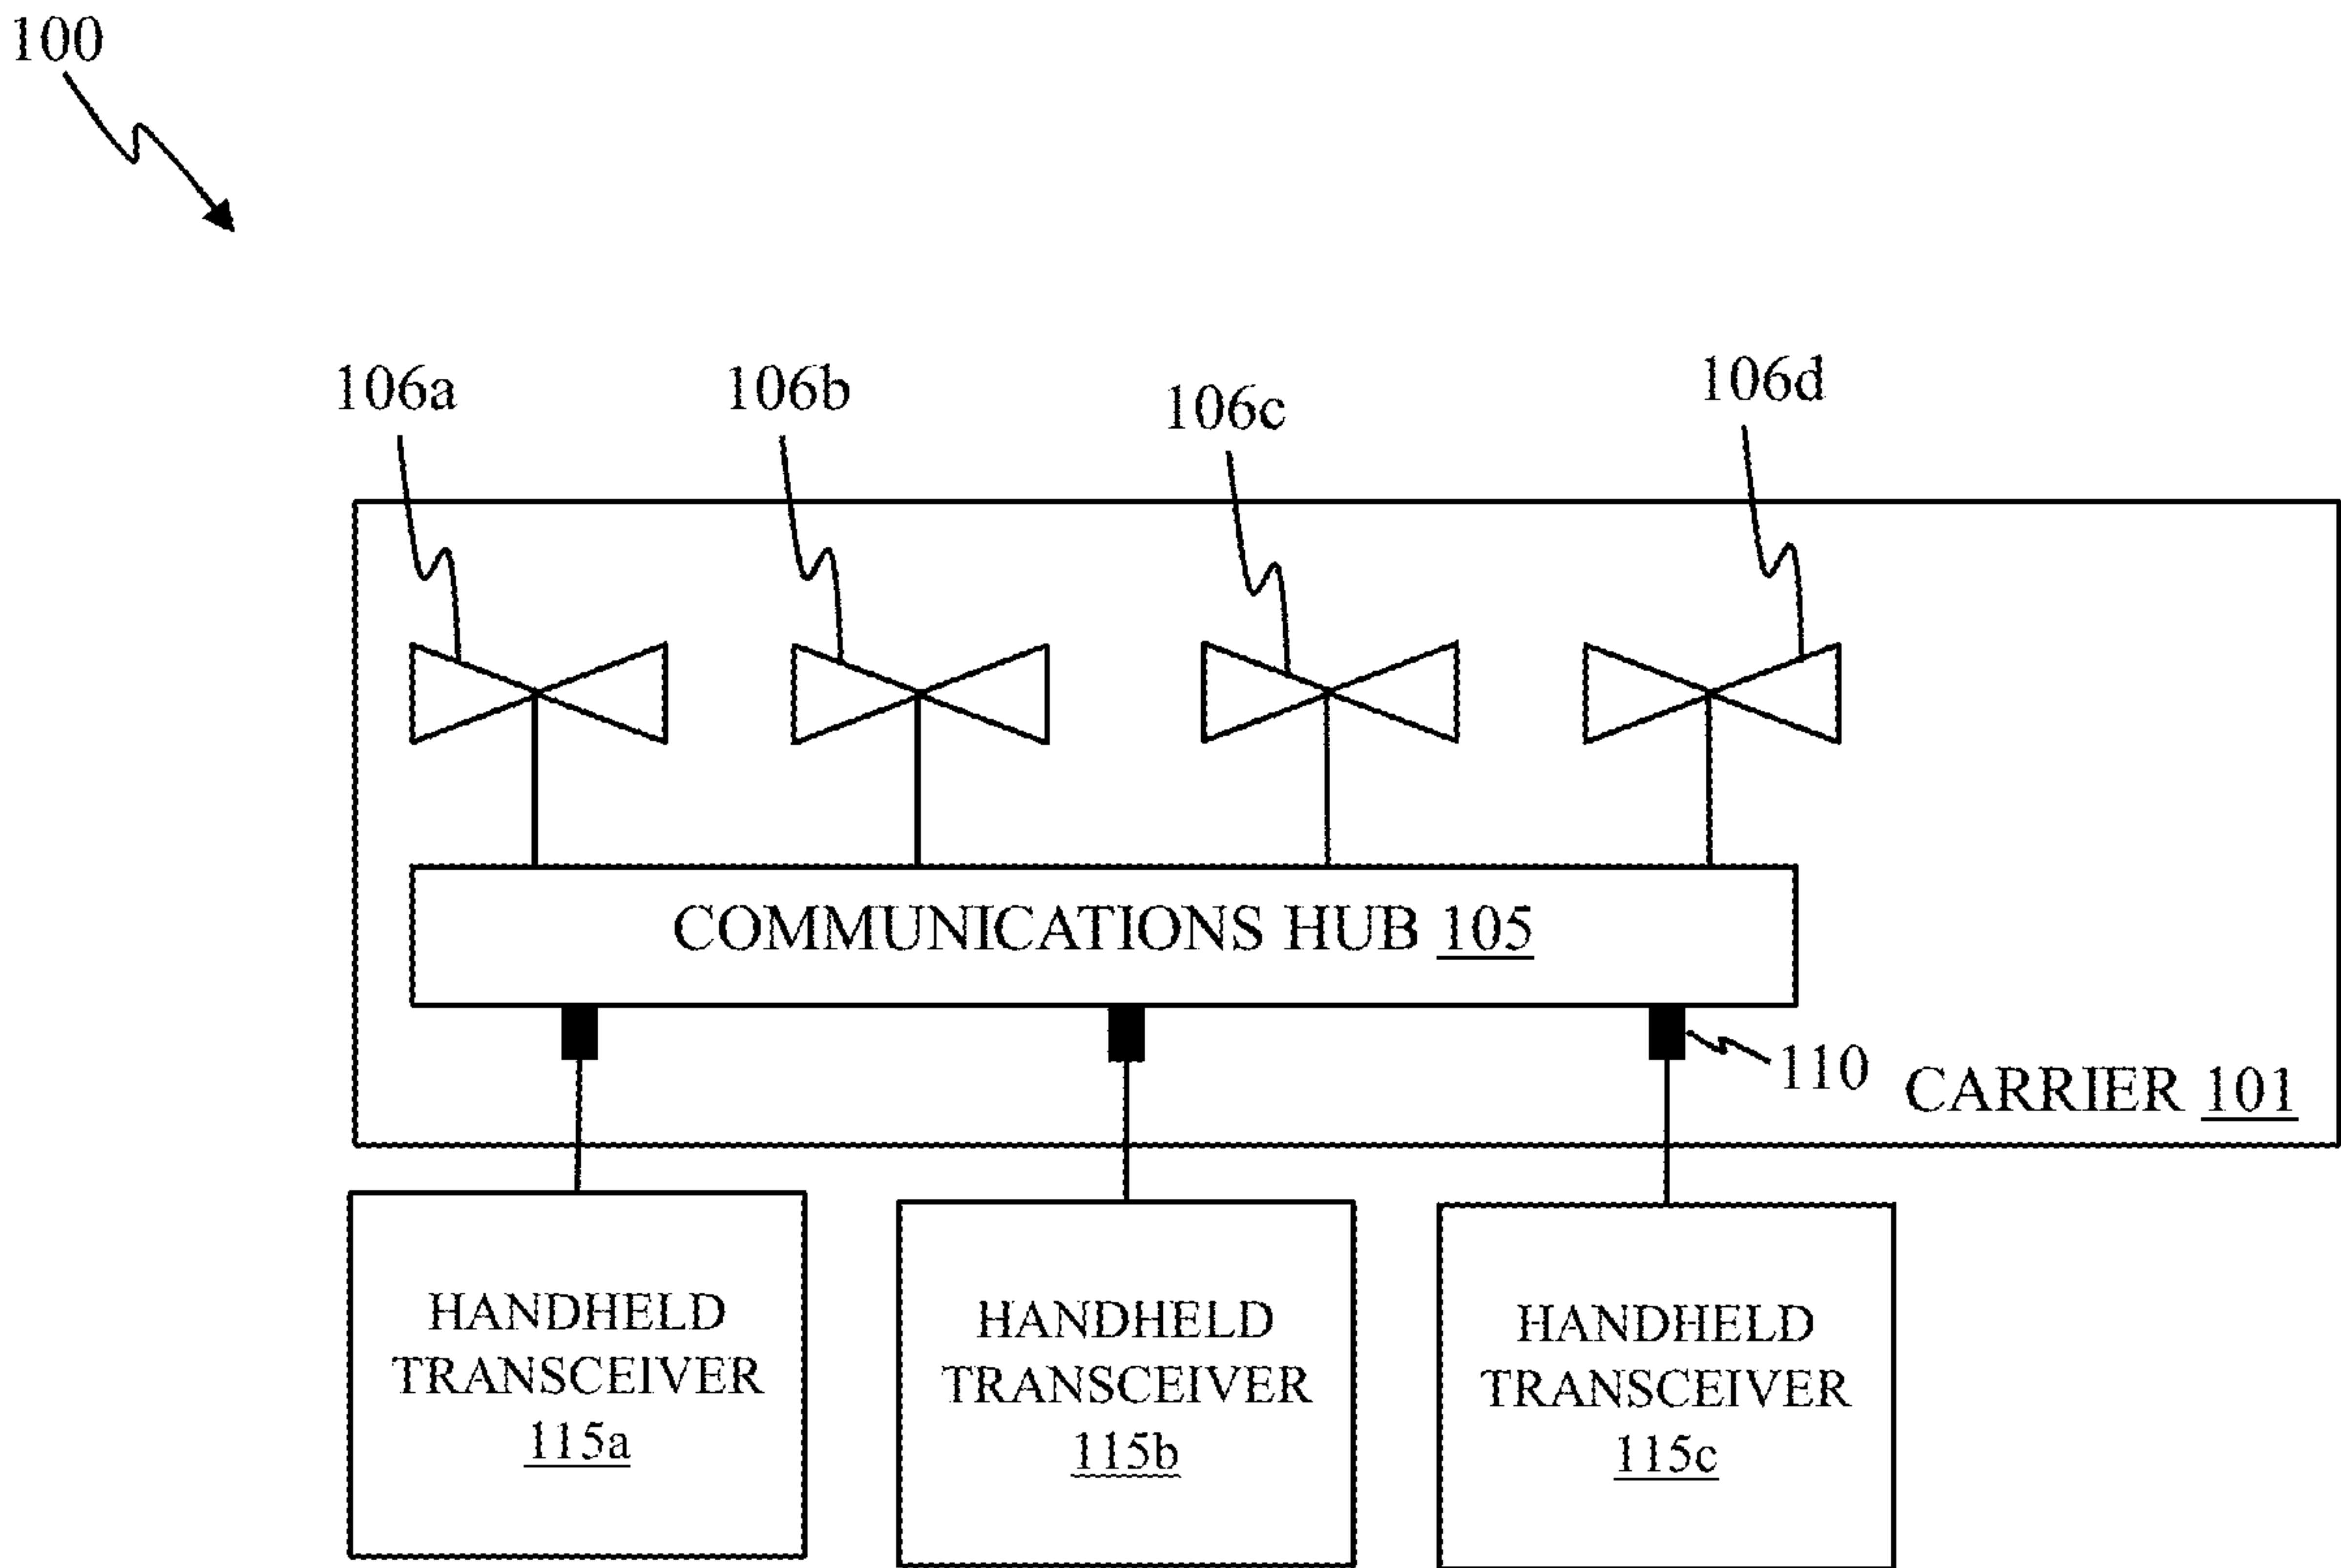 100
106a
106b
106c
106d
COMMUNICATIONS HUB 105
110
CARRIER 101
HANDHELD
TRANSCEIVER
115a
HANDHELD
TRANSCEIVER
115b
HANDHELD
TRANSCEIVER
115c